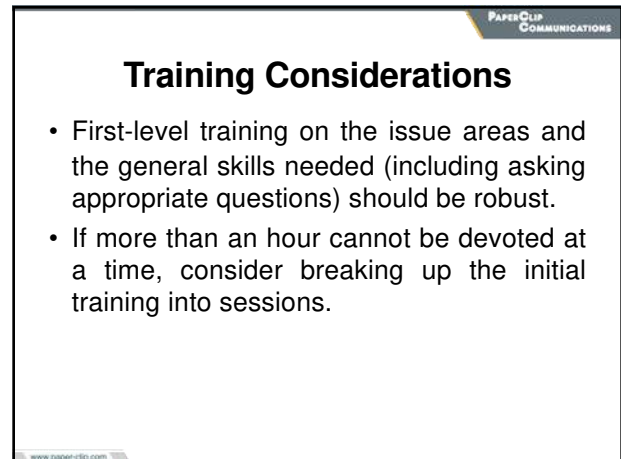 PAPERCLIP
COMMUNICATIONS
Training Considerations
• First-level training on the issue areas and
the general skills needed (including asking
appropriate questions) should be robust.
• If more than an hour cannot be devoted at
a time, consider breaking up the initial
training into sessions.
www.paper-clip.com